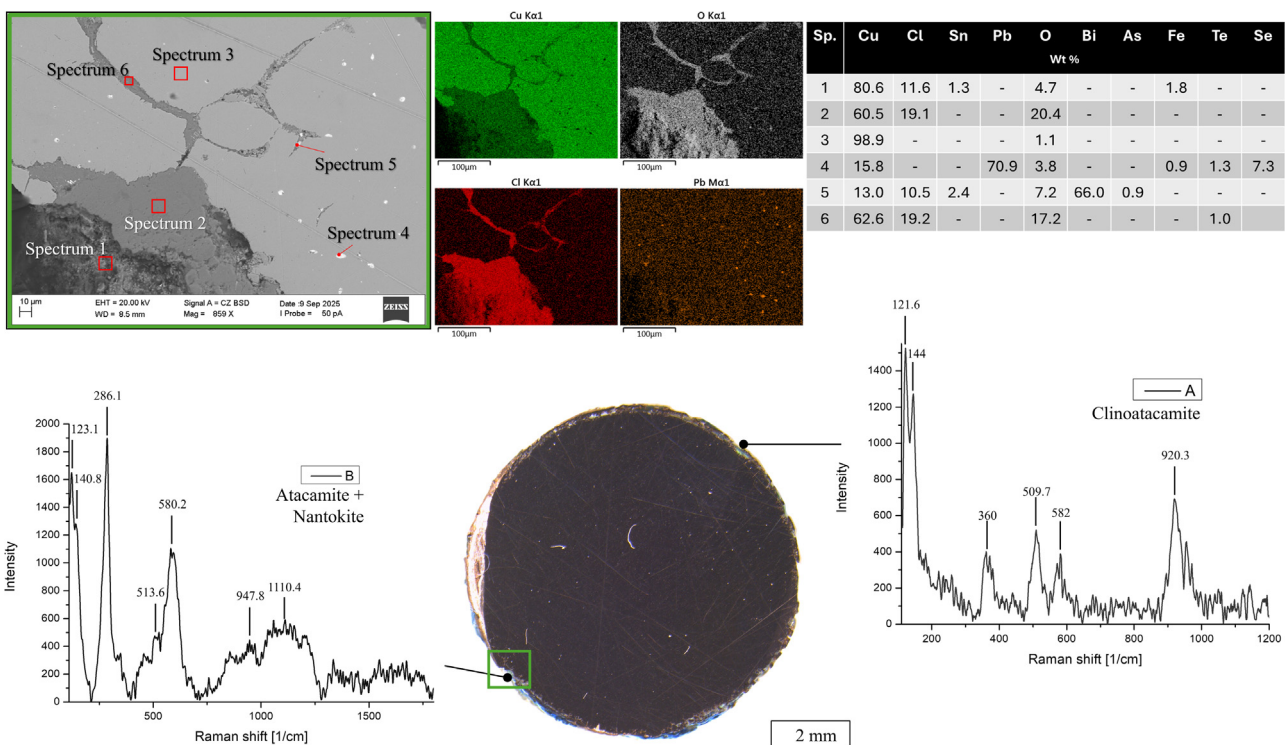 Spectrum 3
Spectrum 6
Spectrum 5
Spectrum 2
Spectrum 4
Spectrum 1
10 µm
EHT = 20.00 kV Signal A = CZ BSD Date :9 Sep 2025
WD = 8.5 mm Mag = 859 X I Probe = 50 pA
ZEISS
Cu Kα1
O Kα1
100µm
100µm
Cl Kα1
Pb Mα1
100µm
100µm
Sp. Cu Cl Sn Pb O Bi As Fe Te Se
Wt %
1 80.6 11.6 1.3 - 4.7 - - 1.8 - -
2 60.5 19.1 - - 20.4 - - - - -
3 98.9 - - - 1.1 - - - - -
4 15.8 - - 70.9 3.8 - - 0.9 1.3 7.3
5 13.0 10.5 2.4 - 7.2 66.0 0.9 - - -
6 62.6 19.2 - - 17.2 - - - 1.0
286.1
123.1
140.8
580.2
513.6
947.8
1110.4
B
Atacamite +
Nantokite
2000
1800
1600
1400
1200
1000
800
600
400
200
0
Intensity
500 1000 1500
Raman shift [1/cm]
2 mm
121.6
144
920.3
509.7
360
582
A
Clinoatacamite
1400
1200
1000
800
600
400
200
0
Intensity
200 400 600 800 1000 1200
Raman shift [1/cm]